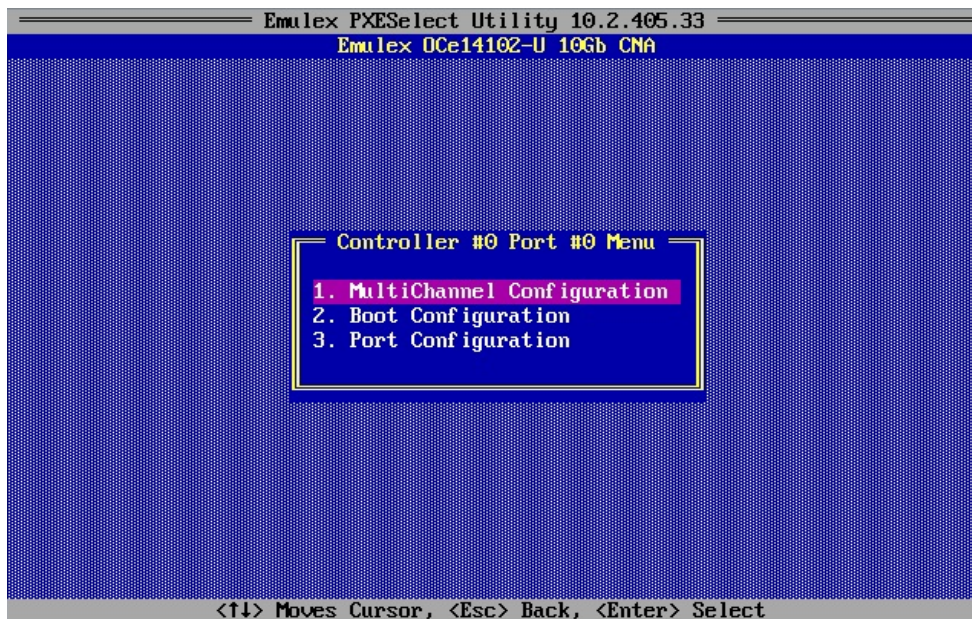 Emulex PXESelect Utility 10.2.405.33
Emulex OCe14102-U 10Gb CNA
Controller #0 Port #0 Menu
1. MultiChannel Configuration
2. Boot Configuration
3. Port Configuration
<↑↓> Moves Cursor, <Esc> Back, <Enter> Select